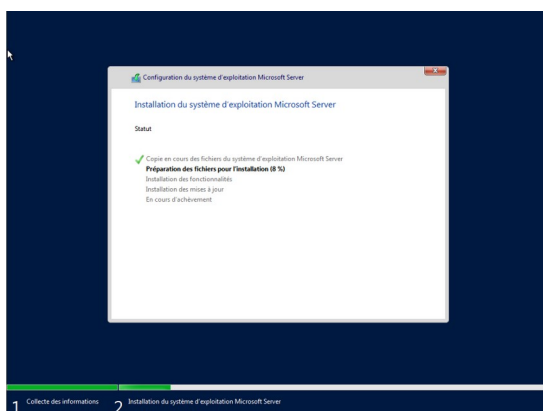 Configuration du système d'exploitation Microsoft Server
Installation du système d'exploitation Microsoft Server
Statut
Copie en cours des fichiers du système d'exploitation Microsoft Server
Préparation des fichiers pour l'installation (8 %)
Installation des fonctionnalités
Installation des mises à jour
En cours d'achèvement
1 Collecte des informations
2 Installation du système d'exploitation Microsoft Server